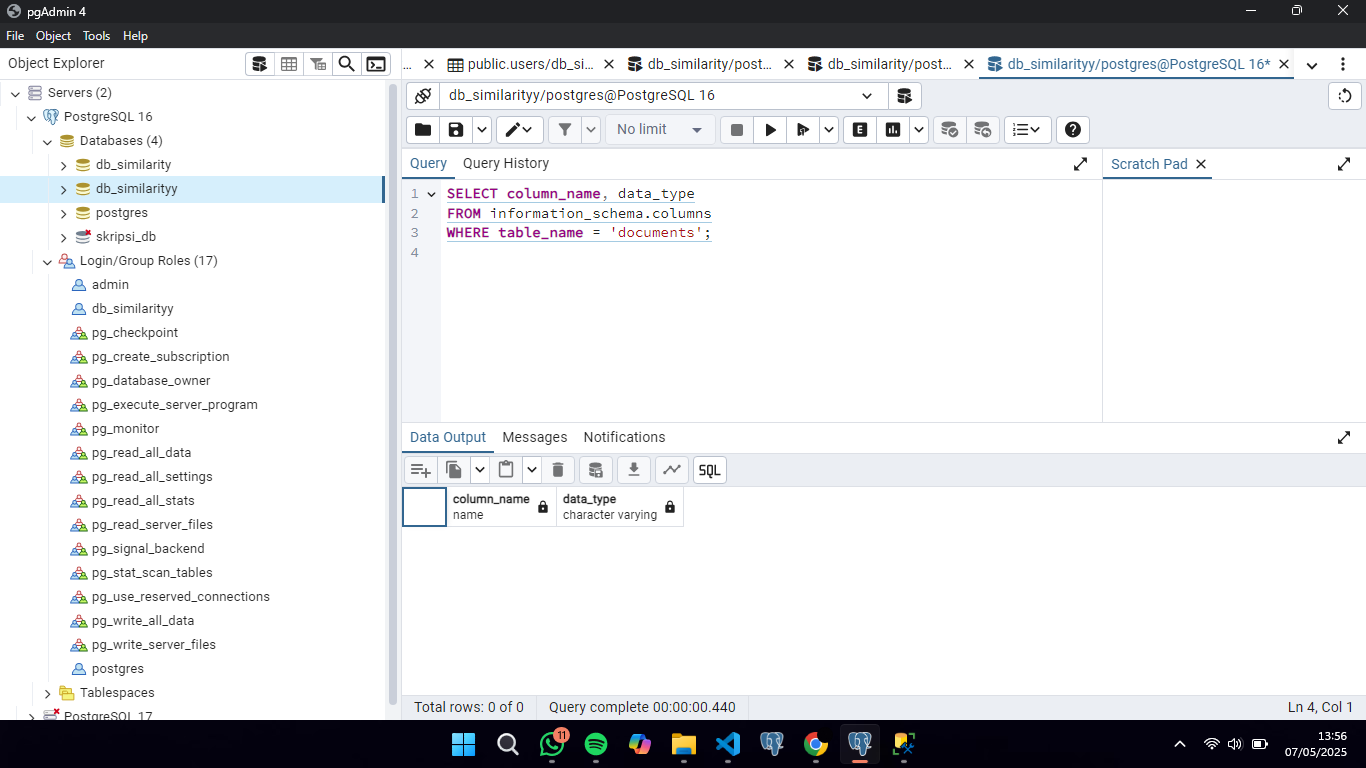 pgAdmin 4
File Object Tools Help
Object Explorer
Servers (2)
PostgreSQL 16
Databases (4)
db_similarity
db_similarityy
postgres
skripsi_db
Login/Group Roles (17)
admin
db_similarityy
pg_checkpoint
pg_create_subscription
pg_database_owner
pg_execute_server_program
pg_monitor
pg_read_all_data
pg_read_all_settings
pg_read_all_stats
pg_read_server_files
pg_signal_backend
pg_stat_scan_tables
pg_use_reserved_connections
pg_write_all_data
pg_write_server_files
postgres
Tablespaces
PostgreSQL 17
... public.users/db_si... db_similarity/post... db_similarity/post... db_similarityy/postgres@PostgreSQL 16*
db_similarityy/postgres@PostgreSQL 16
No limit
E
Query Query History
Scratch Pad
1 SELECT column_name, data_type
2 FROM information_schema.columns
3 WHERE table_name = 'documents';
4
Data Output Messages Notifications
SQL
column_name data_type
name character varying
Total rows: 0 of 0 Query complete 00:00:00.440 Ln 4, Col 1
11
13:56
07/05/2025